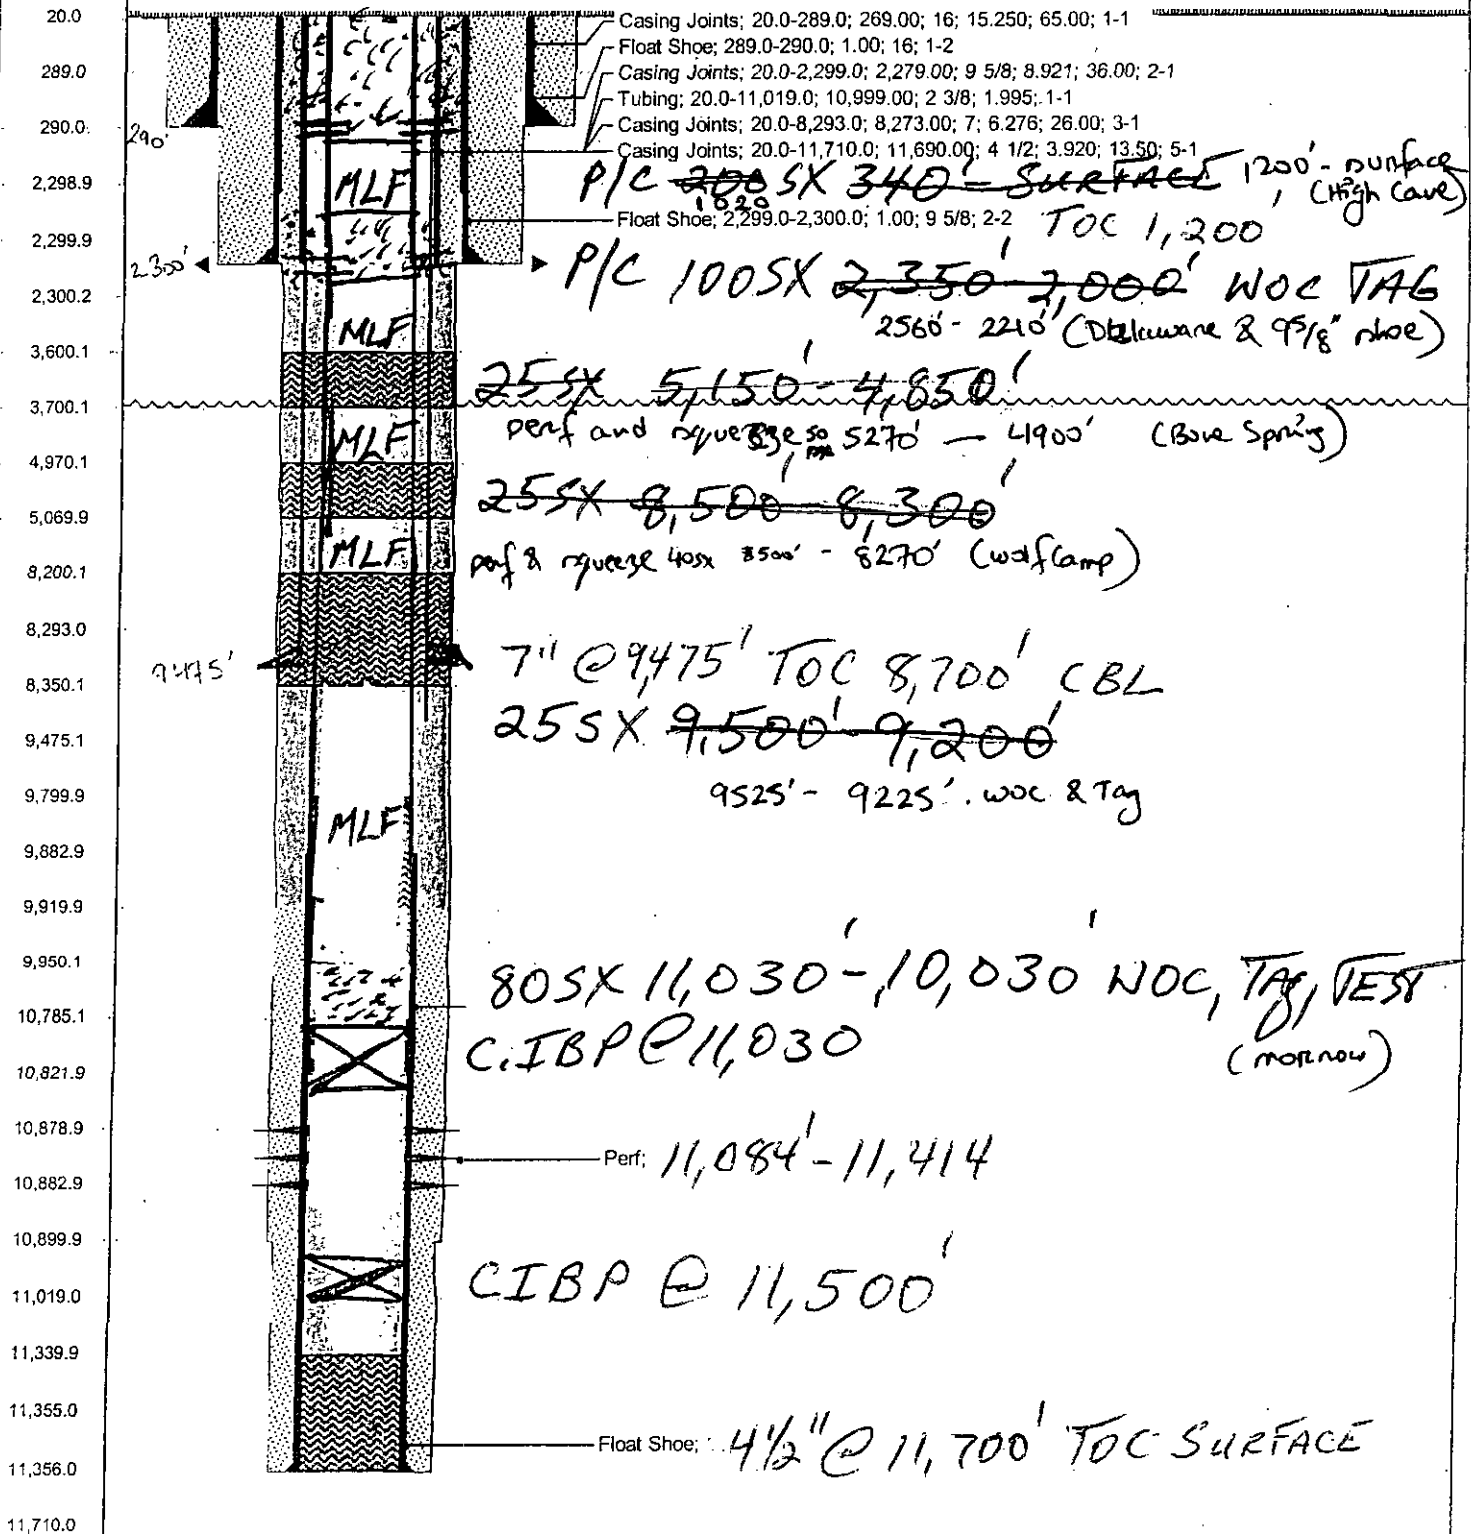 20.0
Casing Joints; 20.0-289.0; 269.00; 16; 15.250; 65.00; 1-1
Float Shoe; 289.0-290.0; 1.00; 16; 1-2
289.0
Casing Joints; 20.0-2,299.0; 2,279.00; 9 5/8; 8.921; 36.00; 2-1
Tubing; 20.0-11,019.0; 10,999.00; 2 3/8; 1.995; 1-1
290.0
290'
Casing Joints; 20.0-8,293.0; 8,273.00; 7; 6.276; 26.00; 3-1
Casing Joints; 20.0-11,710.0; 11,690.00; 4 1/2; 3.920; 13.50; 5-1
2,298.9
MLF
P/C 200 SX 340' - SURFACE 1200' - surface
1020
(High Cave)
Float Shoe; 2,299.0-2,300.0; 1.00; 9 5/8; 2-2
TOC 1,200'
2,299.9
2300'
P/C 100SX 2,350' - 2,000' WOC TAG
2,300.2
MLF
2560' - 2210' (Delaware & 9 5/8" shoe)
3,600.1
25 SX 5,150' - 4,850'
3,700.1
MLF
perf and squeeze 50 sx 5270' - 4900' (Bone Spring)
4,970.1
25 SX 8,500' - 8,300'
5,069.9
MLF
perf & squeeze 40sx 8500' - 8270' (wolfcamp)
8,200.1
8,293.0
9475'
7" @ 9,475' TOC 8,700' CBL
8,350.1
25 SX 9,500' - 9,200'
9,475.1
9525' - 9225'. WOC & Tag
9,799.9
MLF
9,882.9
9,919.9
9,950.1
80SX 11,030' - 10,030' WOC, TAG, TEST
10,785.1
CIBP @ 11,030
(morrow)
10,821.9
10,878.9
Perf; 11,084' - 11,414
10,882.9
10,899.9
CIBP @ 11,500'
11,019.0
11,339.9
11,355.0
Float Shoe; 4 1/2" @ 11,700' TOC SURFACE
11,356.0
11,710.0